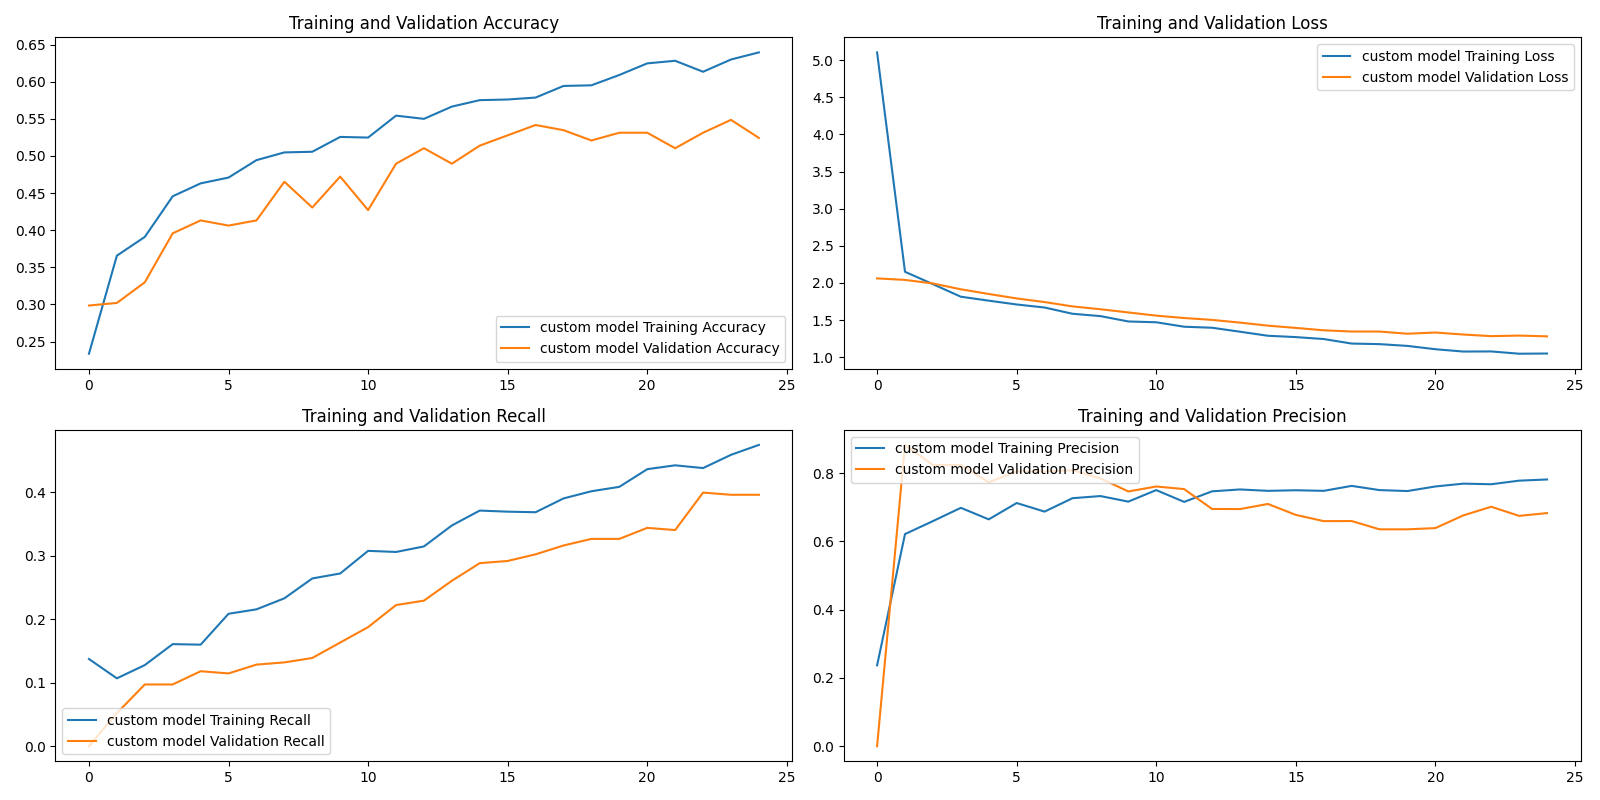 Training and Validation Accuracy
0.65
0.60
0.55
0.50
0.45
0.40
0.35
0.30
0.25
custom model Training Accuracy
custom model Validation Accuracy
0 5 10 15 20 25
Training and Validation Loss
5.0
4.5
4.0
3.5
3.0
2.5
2.0
1.5
1.0
custom model Training Loss
custom model Validation Loss
0 5 10 15 20 25
Training and Validation Recall
0.4
0.3
0.2
0.1
0.0
custom model Training Recall
custom model Validation Recall
0 5 10 15 20 25
Training and Validation Precision
0.8
0.6
0.4
0.2
0.0
custom model Training Precision
custom model Validation Precision
0 5 10 15 20 25